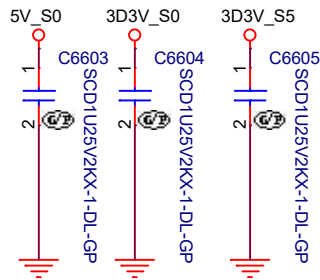 5V_S0
3D3V_S0
3D3V_S5
1
C6603
SCD1U25V2KX-1-DL-GP
2
G/P
1
C6604
SCD1U25V2KX-1-DL-GP
2
G/P
1
C6605
SCD1U25V2KX-1-DL-GP
2
G/P